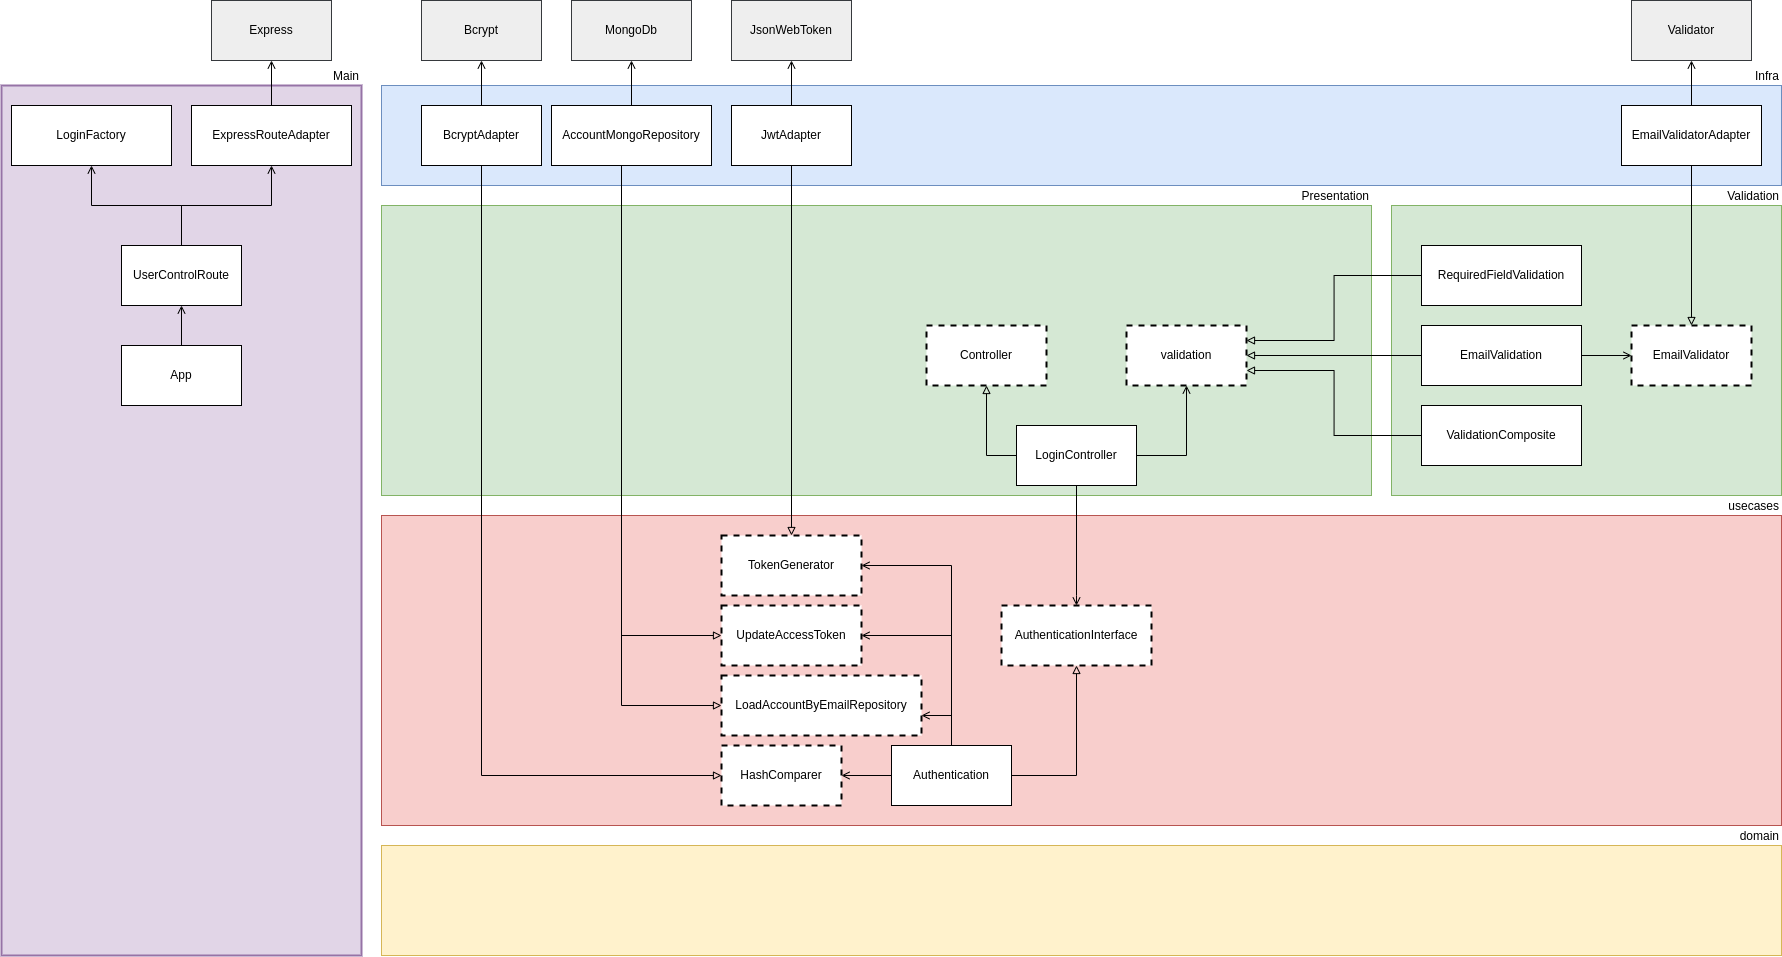 Express
Bcrypt
MongoDb
JsonWebToken
Validator
Main
Infra
LoginFactory
ExpressRouteAdapter
BcryptAdapter
AccountMongoRepository
JwtAdapter
EmailValidatorAdapter
Presentation
Validation
UserControlRoute
RequiredFieldValidation
App
Controller
validation
EmailValidation
EmailValidator
LoginController
ValidationComposite
usecases
TokenGenerator
UpdateAccessToken
AuthenticationInterface
LoadAccountByEmailRepository
HashComparer
Authentication
domain